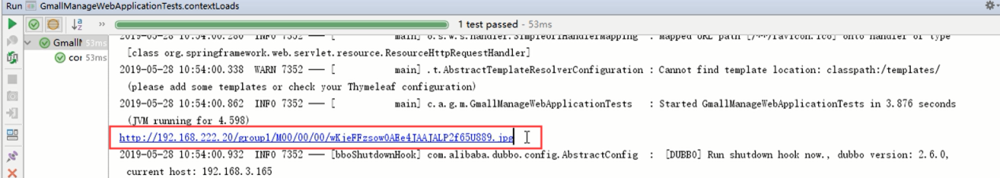 Run GmallManageWebApplicationTests.contextLoads
1 test passed - 53ms
Gmall 53ms
cor 53ms
2019-05-28 10:54:00.280 INFO 7352 --- [ main] o.s.w.s.handler.SimpleUrlHandlerMapping : Mapped URL path [/**/favicon.ico] onto handler of type
[class org.springframework.web.servlet.resource.ResourceHttpRequestHandler]
2019-05-28 10:54:00.338 WARN 7352 --- [ main] .t.AbstractTemplateResolverConfiguration : Cannot find template location: classpath:/templates/
(please add some templates or check your Thymeleaf configuration)
2019-05-28 10:54:00.862 INFO 7352 --- [ main] c.a.g.m.GmallManageWebApplicationTests : Started GmallManageWebApplicationTests in 3.876 seconds
(JVM running for 4.598)
http://192.168.222.20/group1/M00/00/00/wKjeFFzsow0AEe4JAAJALP2f65U889.jpg
2019-05-28 10:54:00.932 INFO 7352 --- [bboShutdownHook] com.alibaba.dubbo.config.AbstractConfig : [DUBBO] Run shutdown hook now., dubbo version: 2.6.0,
current host: 192.168.3.165